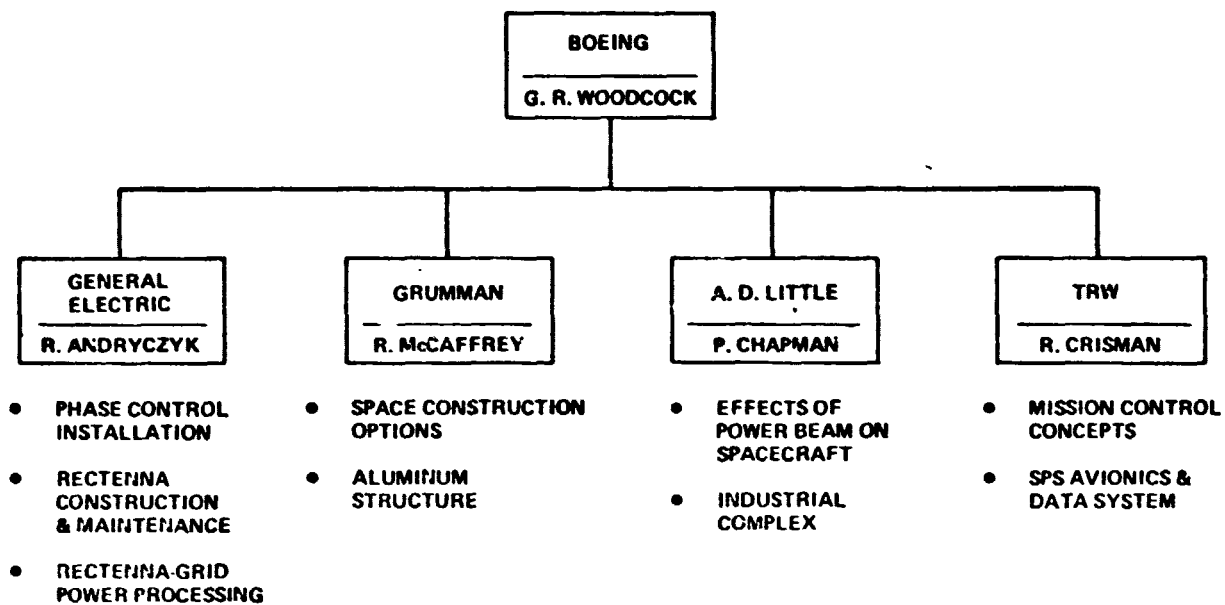 BOEING
G. R. WOODCOCK
GENERAL
ELECTRIC
R. ANDRYCZYK
GRUMMAN
R. McCAFFREY
A. D. LITTLE
P. CHAPMAN
TRW
R. CRISMAN
• PHASE CONTROL
INSTALLATION
• RECTENNA
CONSTRUCTION
& MAINTENANCE
• RECTENNA-GRID
POWER PROCESSING
• SPACE CONSTRUCTION
OPTIONS
• ALUMINUM
STRUCTURE
• EFFECTS OF
POWER BEAM ON
SPACECRAFT
• INDUSTRIAL
COMPLEX
• MISSION CONTROL
CONCEPTS
• SPS AVIONICS &
DATA SYSTEM